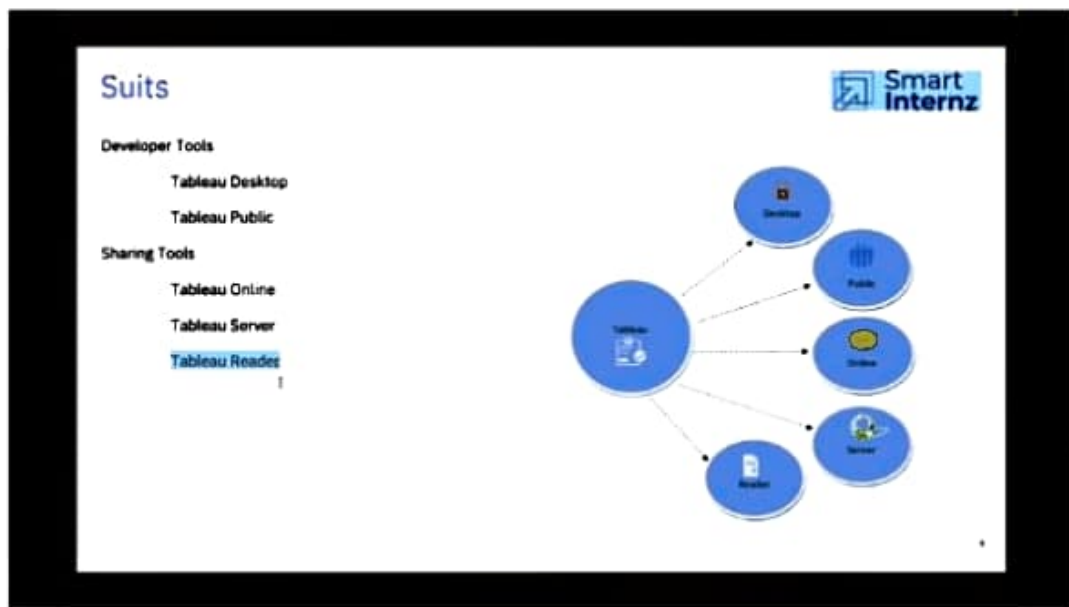 Suits
Smart
Internz
Developer Tools
Tableau Desktop
Tableau Public
Sharing Tools
Tableau Online
Tableau Server
Tableau Reader
Desktop
Public
Tableau
Online
Server
Reader